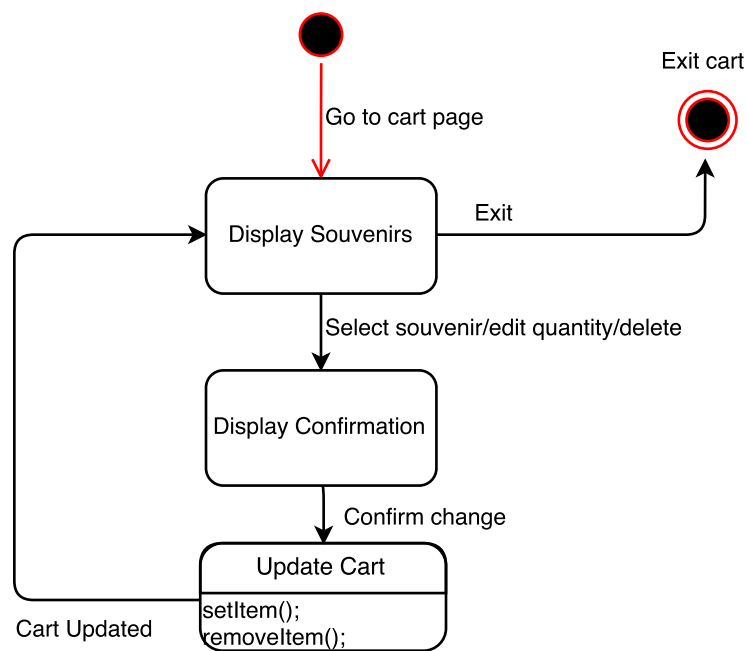 Exit cart
Go to cart page
Display Souvenirs
Exit
Select souvenir/edit quantity/delete
Display Confirmation
Confirm change
Update Cart
setItem();
removeItem();
Cart Updated